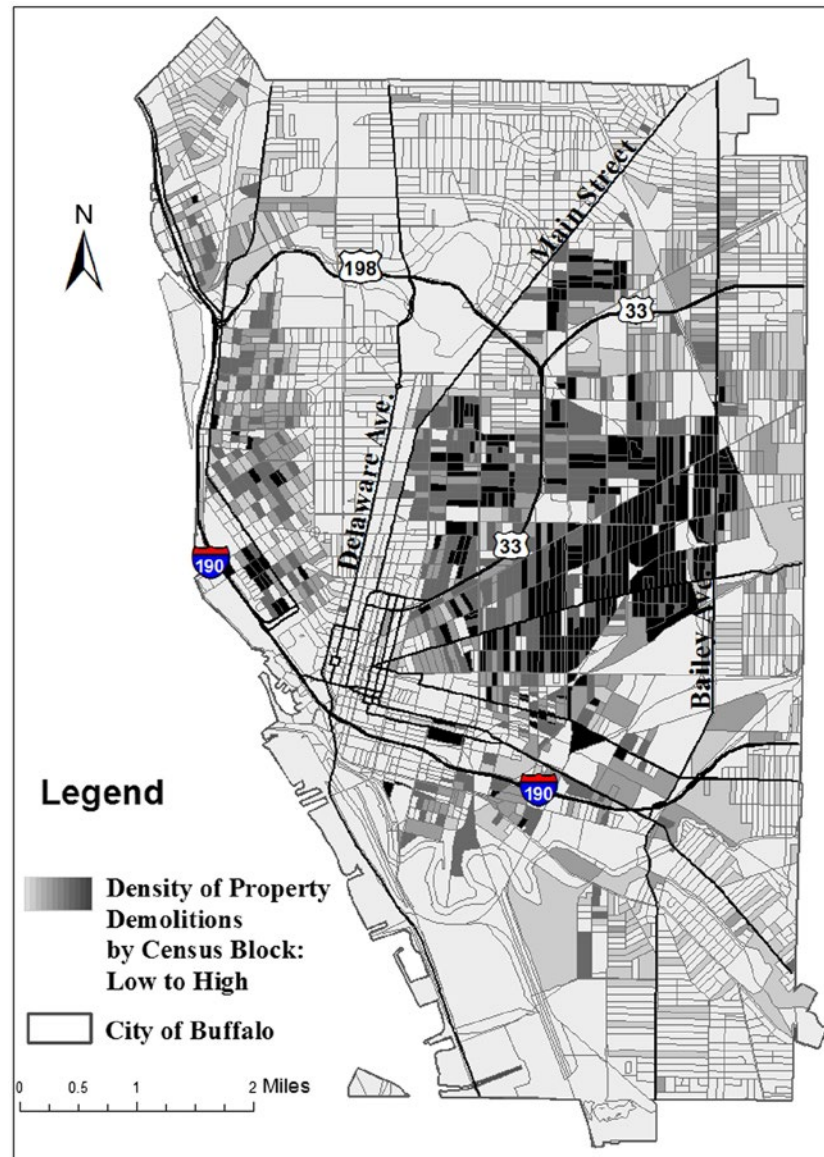 N
Main Street
198
33
Delaware Ave.
33
190
Bailey Ave.
190
Legend
Density of Property
Demolitions
by Census Block:
Low to High
City of Buffalo
0 0.5 1 2 Miles